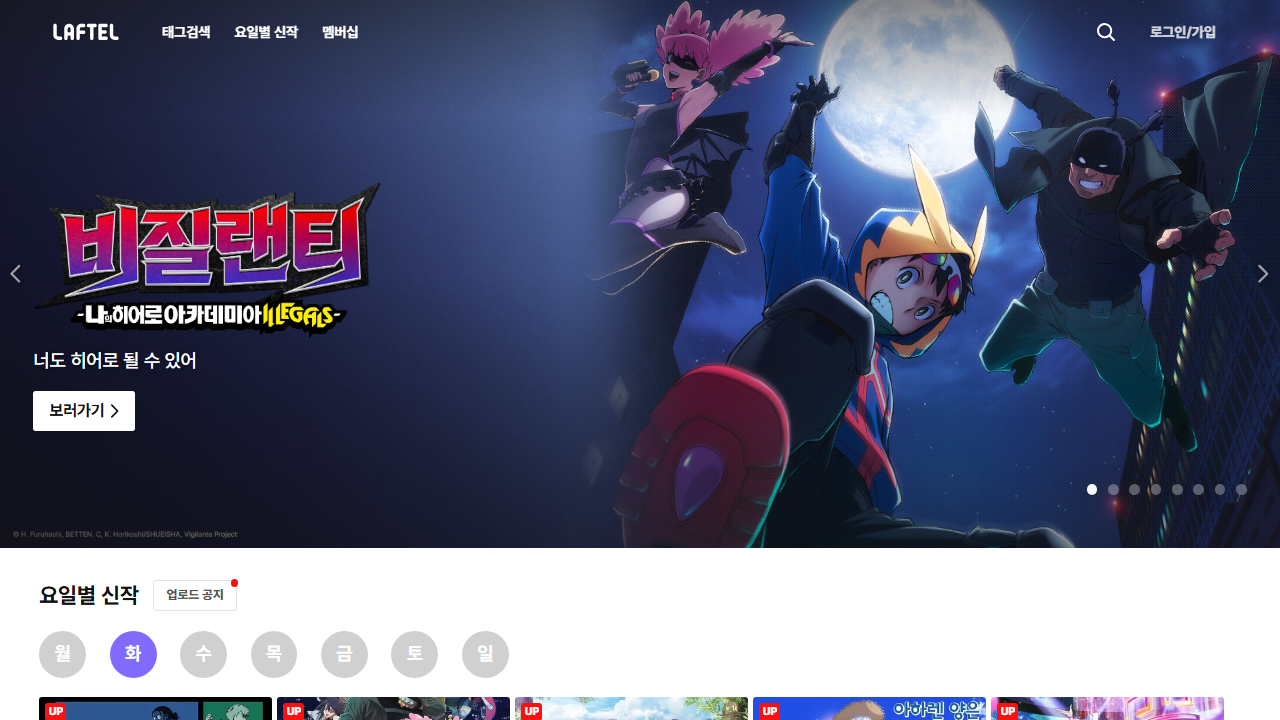 LAFTEL 태그검색 요일별 신작 멤버십 로그인/가입
비질랜티
-나의 히어로 아카데미아 ILLEGALS-
너도 히어로 될 수 있어
보러가기
© H. Furuhashi, BETTEN. C, K. Horikoshi/SHUEISHA, Vigilante Project
요일별 신작 업로드 공지
월 화 수 목 금 토 일
UP UP UP UP 아하렌 양은 UP